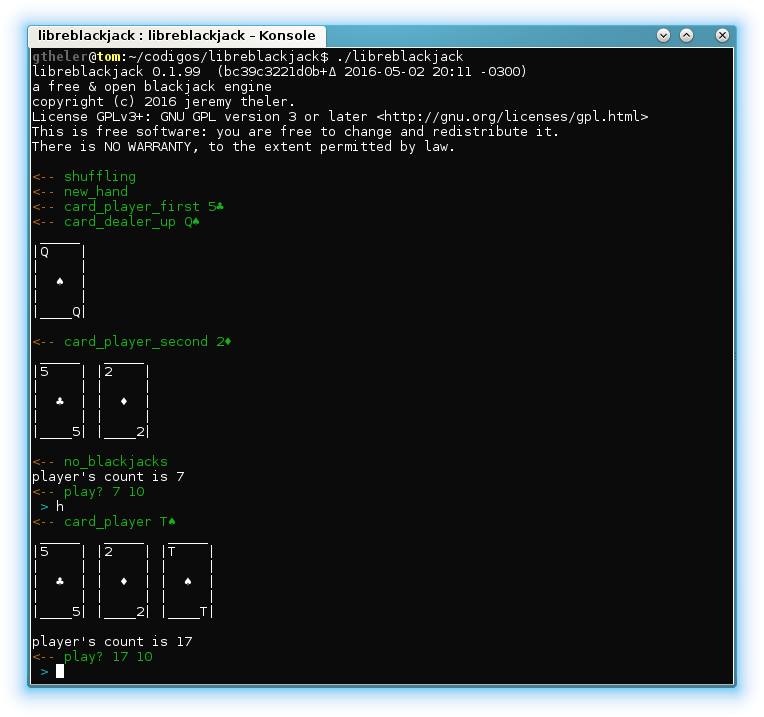 libreblackjack : libreblackjack – Konsole
gtheler@tom:~/codigos/libreblackjack$ ./libreblackjack
libreblackjack 0.1.99  (bc39c3221d0b+Δ 2016-05-02 20:11 -0300)
a free & open blackjack engine
copyright (c) 2016 jeremy theler.
License GPLv3+: GNU GPL version 3 or later <http://gnu.org/licenses/gpl.html>
This is free software: you are free to change and redistribute it.
There is NO WARRANTY, to the extent permitted by law.
<-- shuffling
<-- new_hand
<-- card_player_first 5♣
<-- card_dealer_up Q♠
 _____
|Q    |
|     |
|  ♠  |
|     |
|____Q|
<-- card_player_second 2♦
 _____   _____
|5    | |2    |
|     | |     |
|  ♣  | |  ♦  |
|     | |     |
|____5| |____2|
<-- no_blackjacks
player's count is 7
<-- play? 7 10
 > h
<-- card_player T♠
 _____   _____   _____
|5    | |2    | |T    |
|     | |     | |     |
|  ♣  | |  ♦  | |  ♠  |
|     | |     | |     |
|____5| |____2| |____T|
player's count is 17
<-- play? 17 10
 >